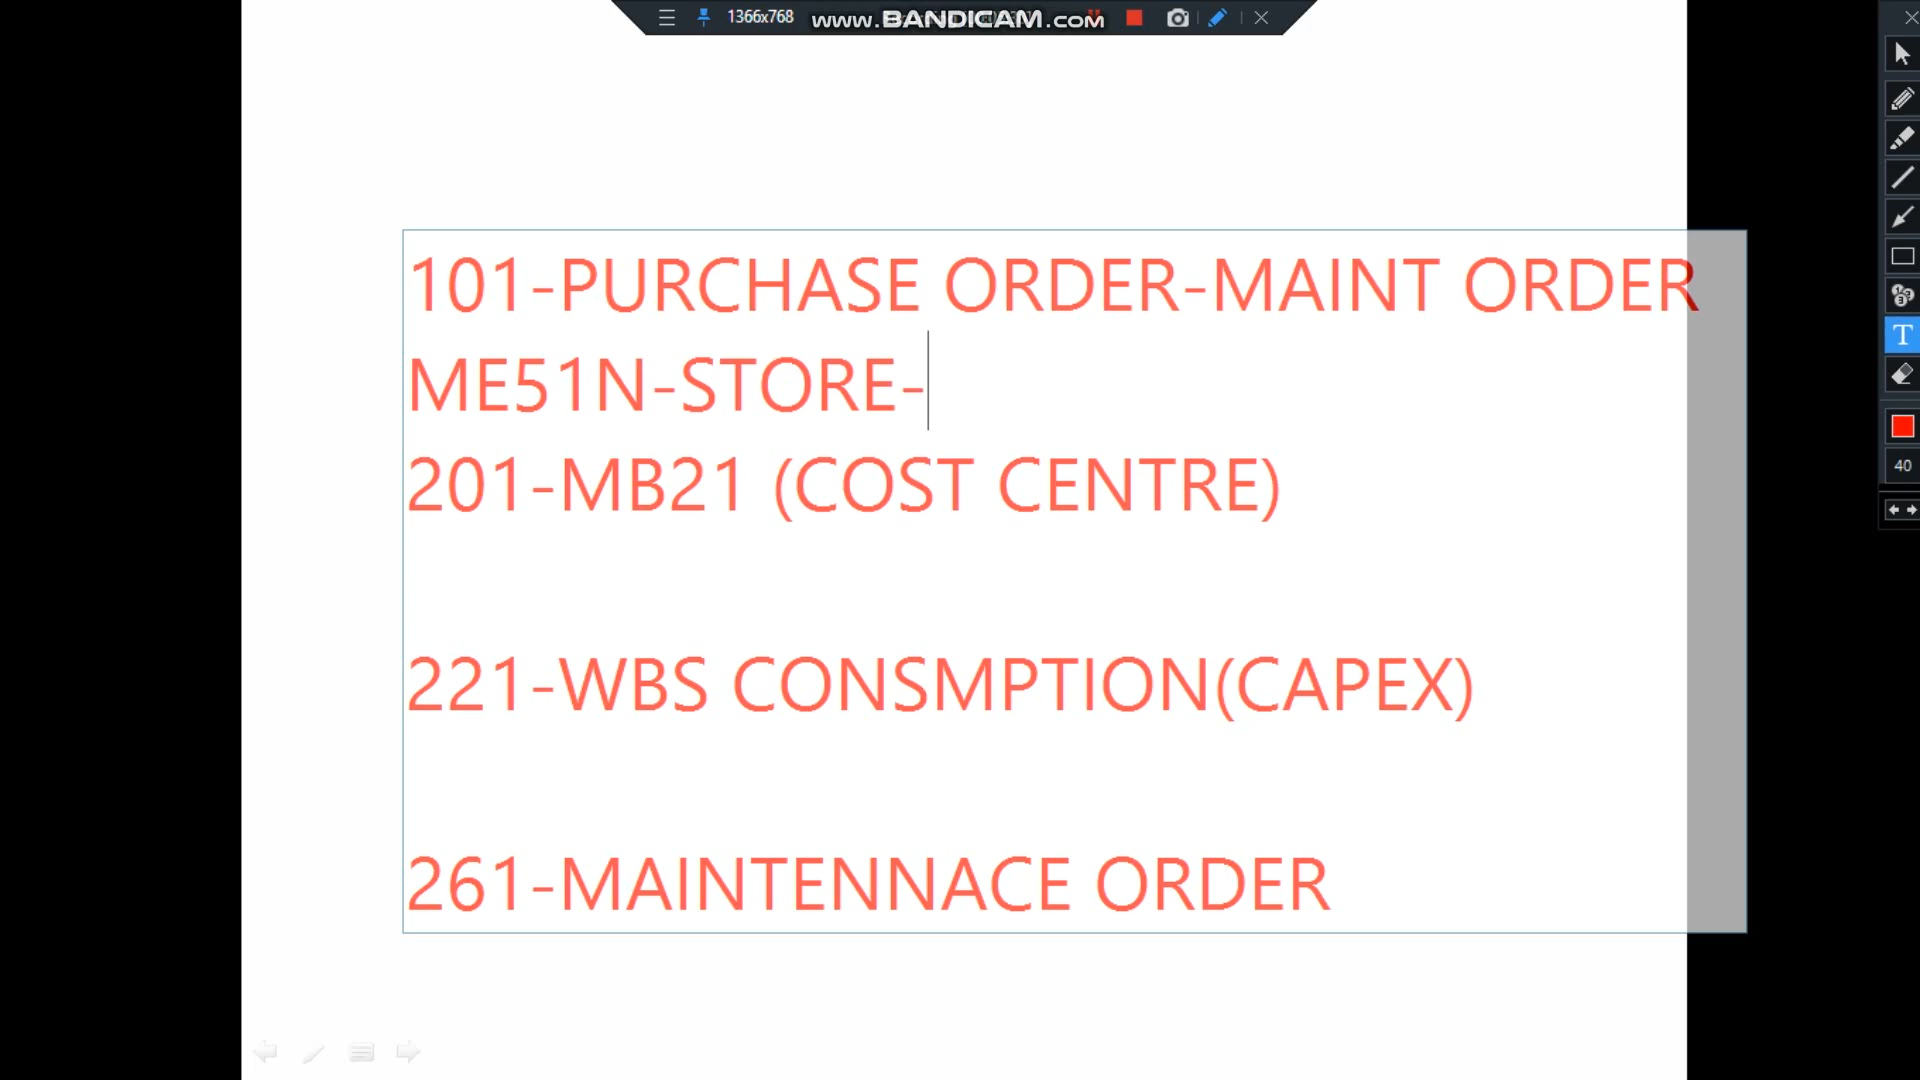 1366x768 www.BANDICAM.com
101-PURCHASE ORDER-MAINT ORDER
ME51N-STORE-
201-MB21 (COST CENTRE)
221-WBS CONSMPTION(CAPEX)
261-MAINTENNACE ORDER
T
40